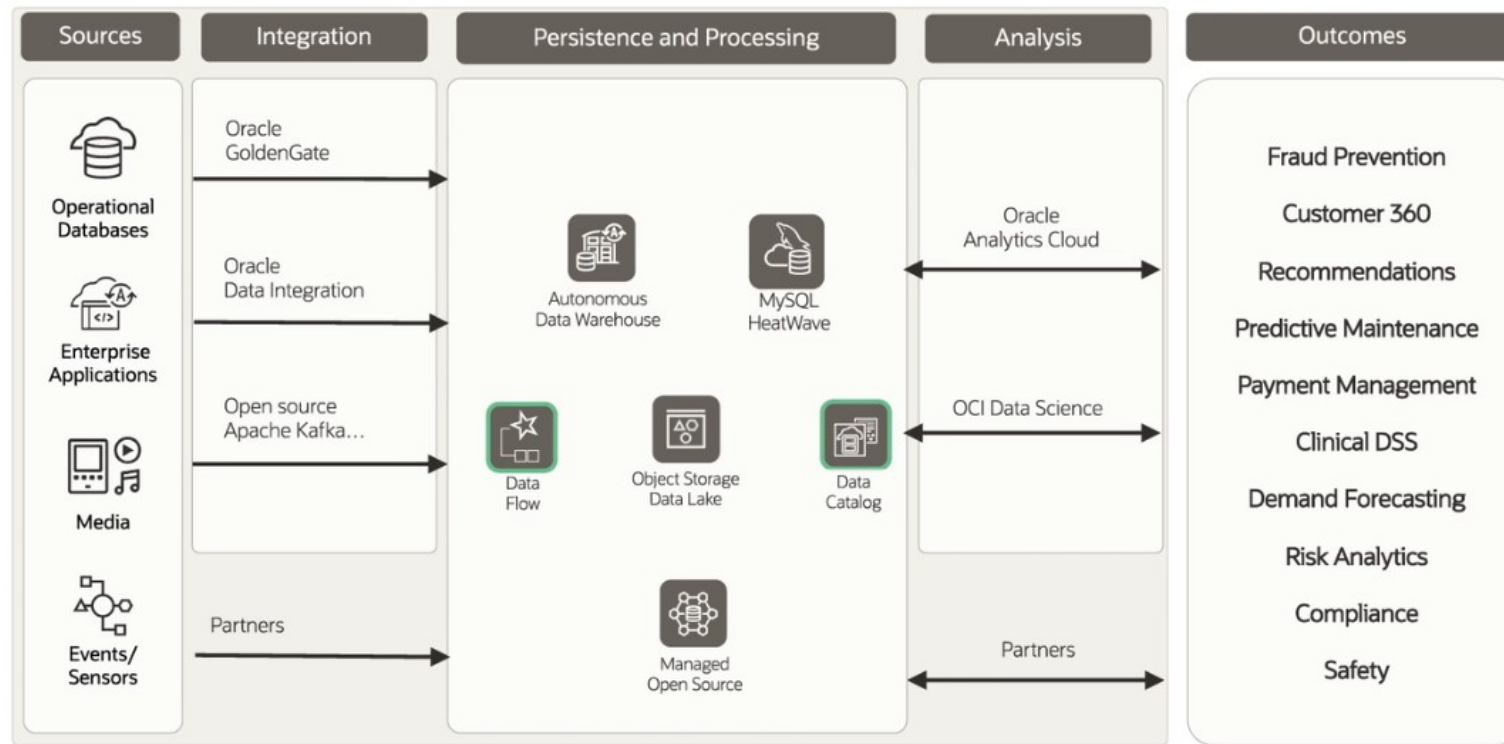 Sources
Integration
Persistence and Processing
Analysis
Outcomes
Operational
Databases
Enterprise
Applications
Media
Events/
Sensors
Oracle
GoldenGate
Oracle
Data Integration
Open source
Apache Kafka...
Partners
Autonomous
Data Warehouse
MySQL
HeatWave
Data
Flow
Object Storage
Data Lake
Data
Catalog
Managed
Open Source
Oracle
Analytics Cloud
OCI Data Science
Partners
Fraud Prevention
Customer 360
Recommendations
Predictive Maintenance
Payment Management
Clinical DSS
Demand Forecasting
Risk Analytics
Compliance
Safety